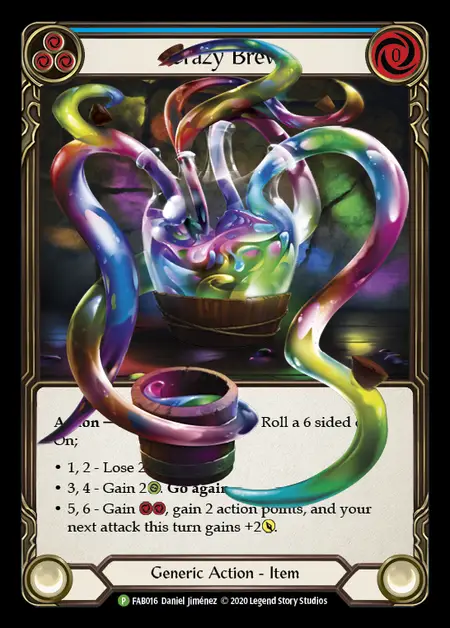 Brew
0
Roll a 6 sided
On;
• 1, 2 - Lose 2
• 3, 4 - Gain 2. Go again
• 5, 6 - Gain, gain 2 action points, and your
next attack this turn gains +2.
Generic Action - Item
P FAB016 Daniel Jiménez © 2020 Legend Story Studios